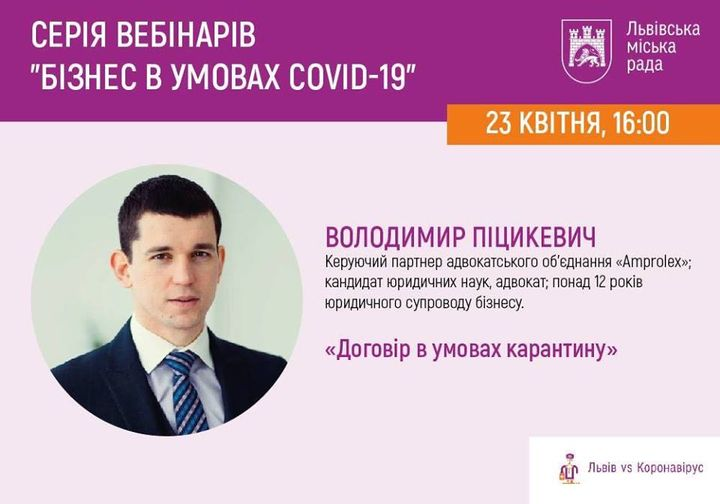 СЕРІЯ ВЕБІНАРІВ
"БІЗНЕС В УМОВАХ COVID-19"
Львівська
міська
рада
23 КВІТНЯ, 16:00
ВОЛОДИМИР ПІЦИКЕВИЧ
Керуючий партнер адвокатського об'єднання «Amprolex»;
кандидат юридичних наук, адвокат; понад 12 років
юридичного супроводу бізнесу.
«Договір в умовах карантину»
Львів vs Коронавірус